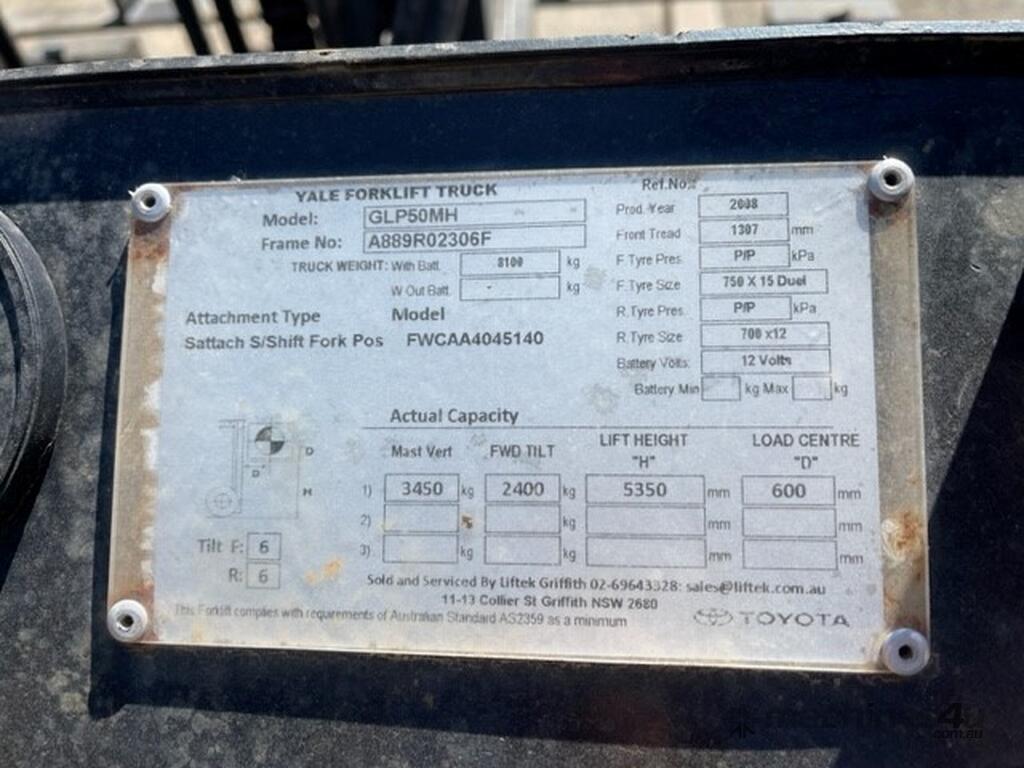 YALE FORKLIFT TRUCK
Model: GLP50MH
Frame No: A889R02306F
TRUCK WEIGHT: With Batt. 8100 kg
W Out Batt. - kg
Attachment Type Model
Sattach S/Shift Fork Pos FWCAA4045140
Ref.No.:
Prod. Year 2008
Front Tread 1307 mm
F.Tyre Pres. P/P kPa
F.Tyre Size 750 X 15 Duel
R.Tyre Pres. P/P kPa
R.Tyre Size 700 x12
Battery Volts: 12 Volts
Battery Min kg Max kg
Actual Capacity
Mast Vert FWD TILT LIFT HEIGHT "H" LOAD CENTRE "D"
1) 3450 kg 2400 kg 5350 mm 600 mm
2) kg kg mm mm
3) kg kg mm mm
D
D
H
Tilt F: 6
R: 6
Sold and Serviced By Liftek Griffith 02-69643328: sales@liftek.com.au
11-13 Collier St Griffith NSW 2680
This Forklift complies with requirements of Australian Standard AS2359 as a minimum
TOYOTA
machines4u
.com.au